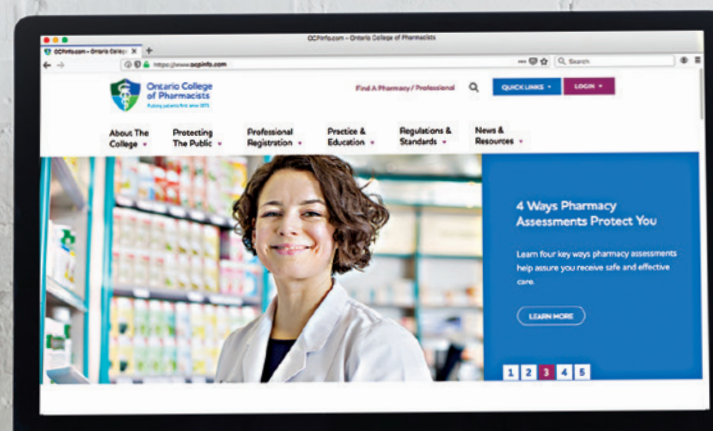 OCPinfo.com – Ontario College of Pharmacists
OCPinfo.com – Ontario College
https://www.ocpinfo.com
Search
Ontario College
of Pharmacists
Putting patients first since 1871
Find A Pharmacy / Professional
QUICK LINKS
LOGIN
About The
College
Protecting
The Public
Professional
Registration
Practice &
Education
Regulations &
Standards
News &
Resources
4 Ways Pharmacy
Assessments Protect You
Learn four key ways pharmacy assessments
help assure you receive safe and effective
care.
LEARN MORE
1 2 3 4 5